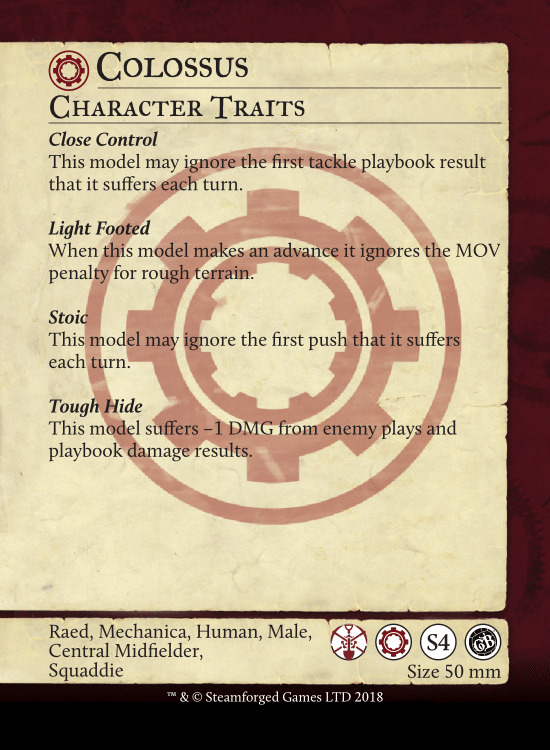 Colossus
Character Traits
Close Control
This model may ignore the first tackle playbook result
that it suffers each turn.
Light Footed
When this model makes an advance it ignores the MOV
penalty for rough terrain.
Stoic
This model may ignore the first push that it suffers
each turn.
Tough Hide
This model suffers –1 DMG from enemy plays and
playbook damage results.
Raed, Mechanica, Human, Male,
Central Midfielder,
Squaddie
S4
GB
Size 50 mm
™ & © Steamforged Games LTD 2018